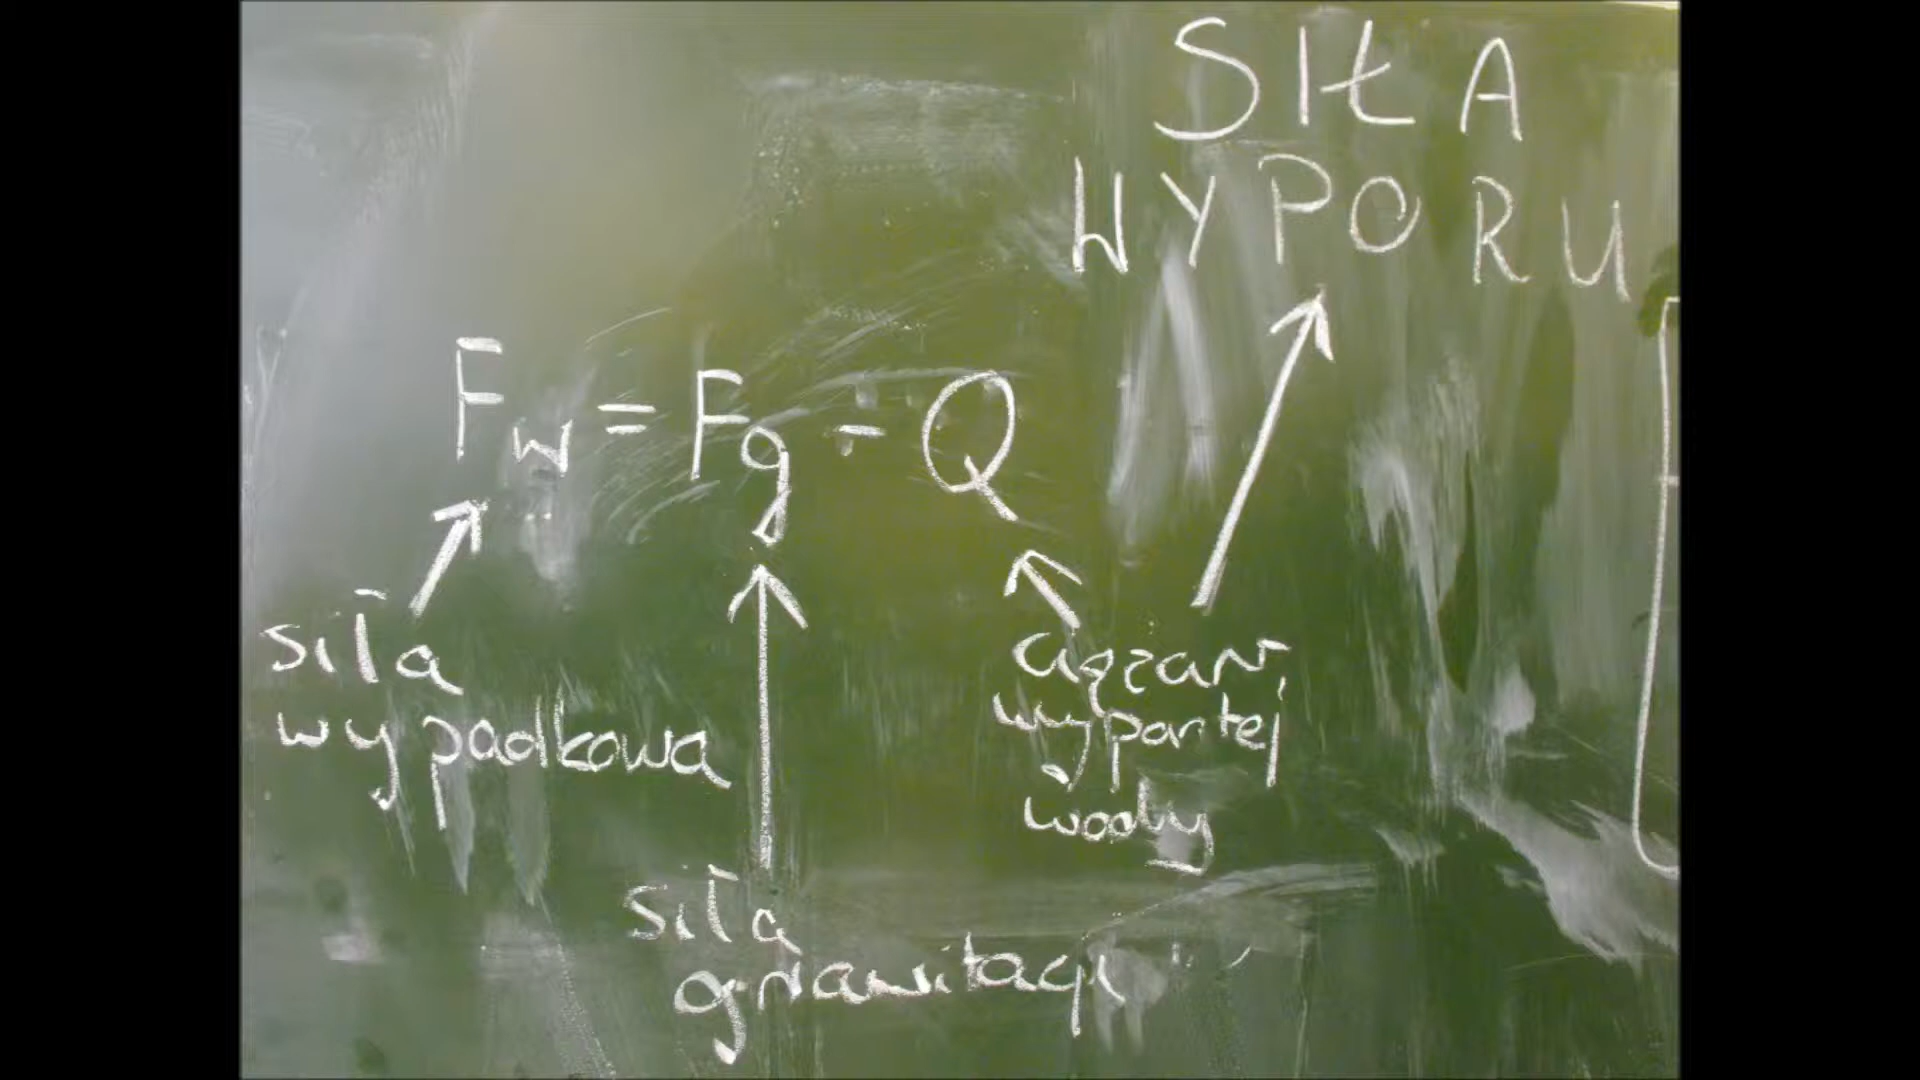 SIŁA
WYPORU
Fw = Fg - Q
siła
wypadkowa
ciężar
wypartej
wody
siła
grawitacji